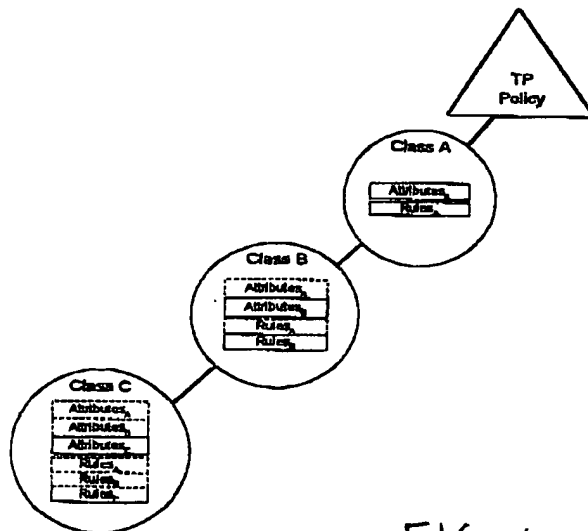 TP
Policy
Class A
Attributes
Rules
Class B
Attributes A
Attributes B
Rules A
Rules B
Class C
Attributes A
Attributes B
Attributes C
Rules A
Rules B
Rules C